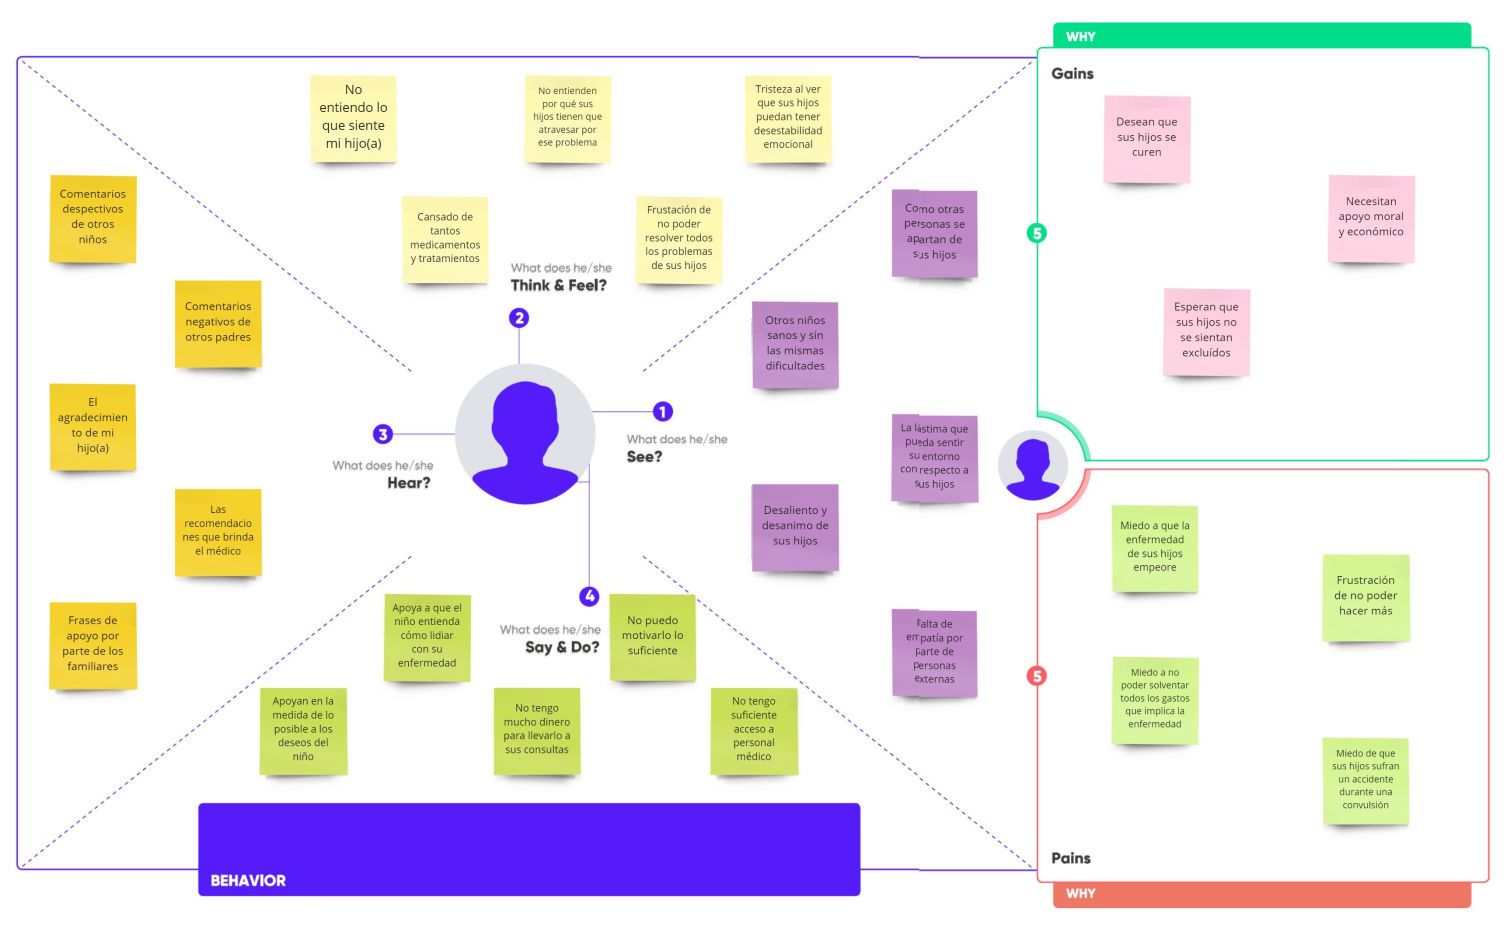 WHY
Gains
No
entiendo lo
que siente
mi hijo(a)
No entienden
por qué sus
hijos tienen que
atravesar por
ese problema
Tristeza al ver
que sus hijos
puedan tener
desestabilidad
emocional
Cansado de
tantos
medicamentos
y tratamientos
Frustación de
no poder
resolver todos
los problemas
de sus hijos
What does he/she
Think & Feel?
2
Comentarios
despectivos
de otros
niños
Comentarios
negativos de
otros padres
El
agradecimien
to de mi
hijo(a)
Las
recomendacio
nes que brinda
el médico
Frases de
apoyo por
parte de los
familiares
3
What does he/she
Hear?
1
What does he/she
See?
Como otras
personas se
apartan de
sus hijos
Otros niños
sanos y sin
las mismas
dificultades
La lástima que
pueda sentir
su entorno
con respecto a
sus hijos
Desaliento y
desanimo de
sus hijos
Falta de
empatía por
parte de
personas
externas
4
What does he/she
Say & Do?
Apoya a que el
niño entienda
cómo lidiar
con su
enfermedad
No puedo
motivarlo lo
suficiente
Apoyan en la
medida de lo
posible a los
deseos del
niño
No tengo
mucho dinero
para llevarlo a
sus consultas
No tengo
suficiente
acceso a
personal
médico
BEHAVIOR
Desean que
sus hijos se
curen
Necesitan
apoyo moral
y económico
Esperan que
sus hijos no
se sientan
excluídos
5
Miedo a que la
enfermedad
de sus hijos
empeore
Frustración
de no poder
hacer más
Miedo a no
poder solventar
todos los gastos
que implica la
enfermedad
Miedo de que
sus hijos sufran
un accidente
durante una
convulsión
5
Pains
WHY